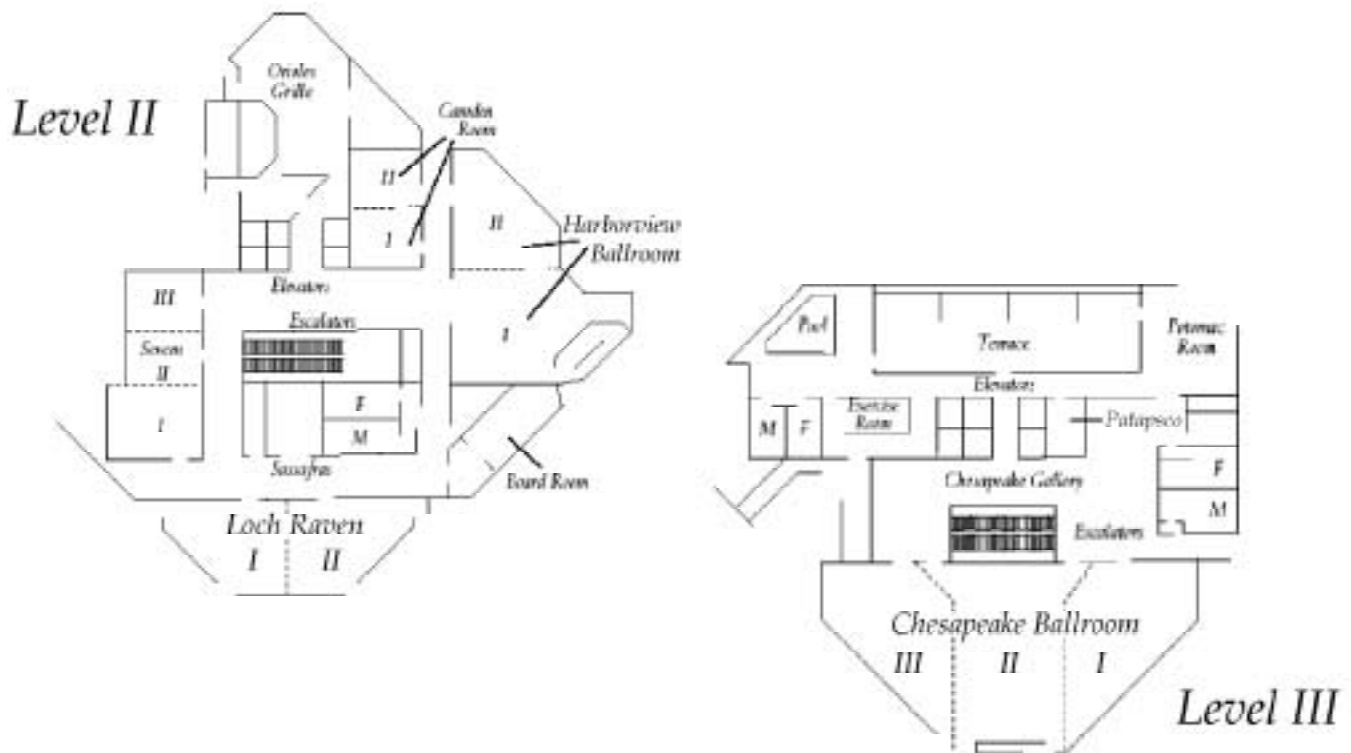 Level II
Orioles
Grille
Camden
Room
II
I
II
Harborview
Ballroom
I
Elevators
Escalators
III
Severn
II
I
F
M
Sassafras
Board Room
Loch Raven
I II
Pool
Terrace
Potomac
Room
Elevators
M F
Exercise
Room
Patapsco
Chesapeake Gallery
F
M
Escalators
Chesapeake Ballroom
III II I
Level III